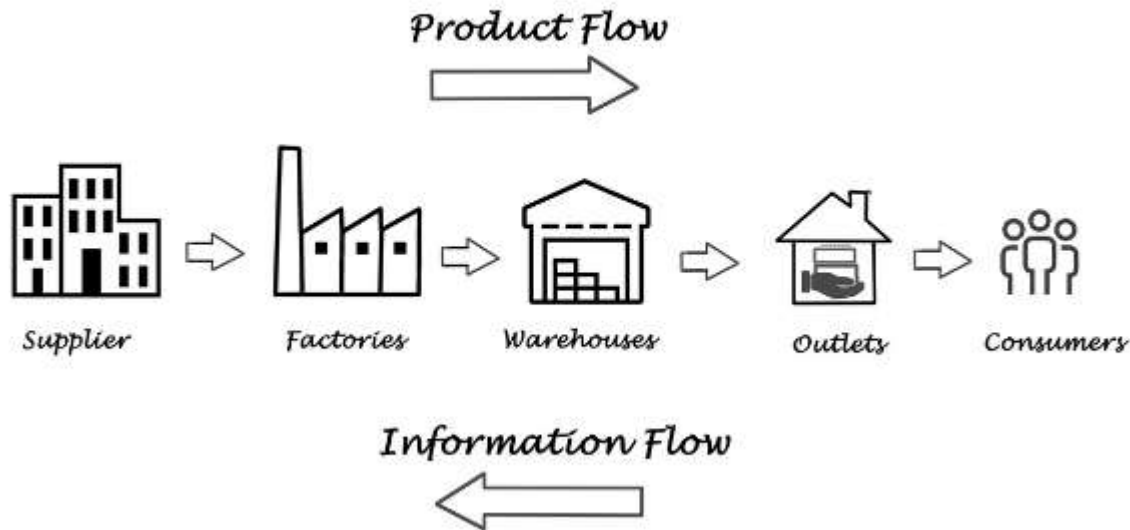 Product Flow
Supplier
Factories
Warehouses
Outlets
Consumers
Information Flow